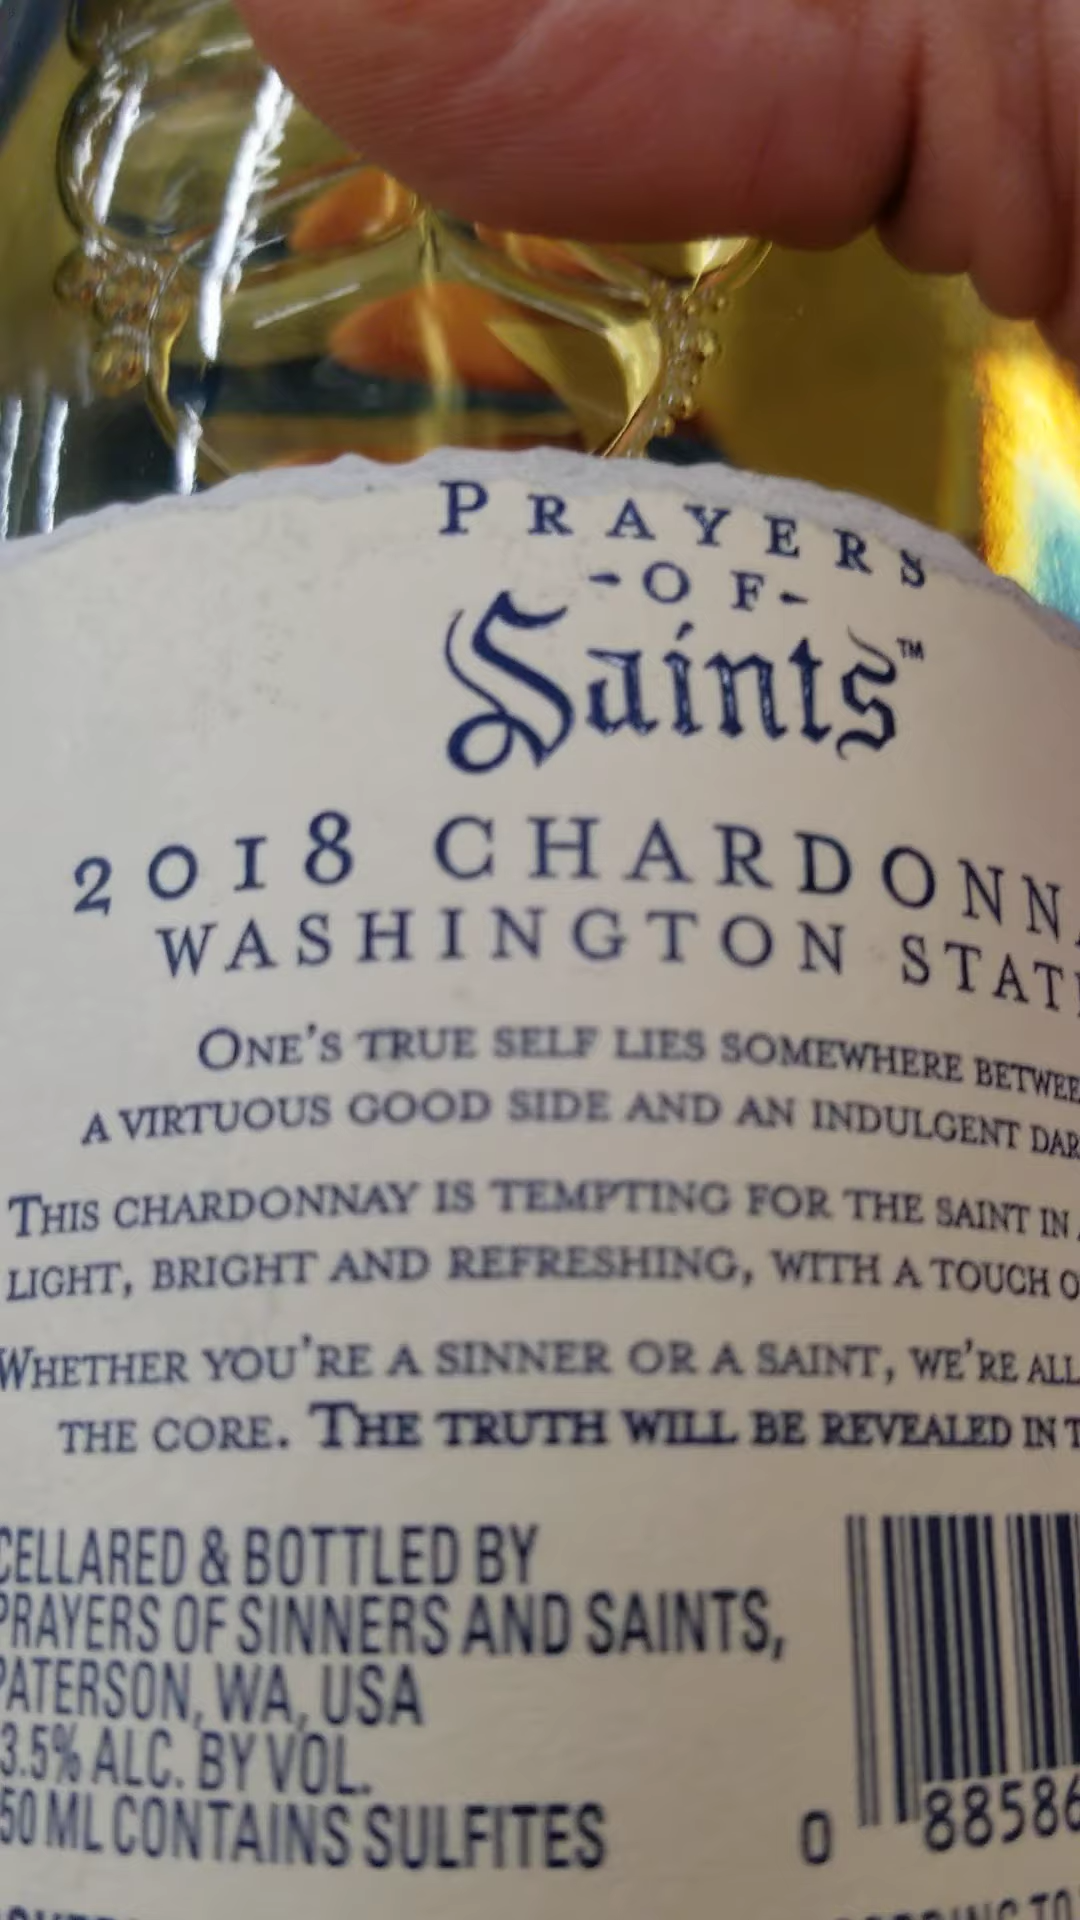 PRAYERS
-OF-
Saints™
2018 CHARDONN
WASHINGTON STAT
ONE'S TRUE SELF LIES SOMEWHERE BETWEE
A VIRTUOUS GOOD SIDE AND AN INDULGENT DAR
THIS CHARDONNAY IS TEMPTING FOR THE SAINT IN
LIGHT, BRIGHT AND REFRESHING, WITH A TOUCH O
WHETHER YOU'RE A SINNER OR A SAINT, WE'RE ALL
THE CORE. THE TRUTH WILL BE REVEALED IN T
CELLARED & BOTTLED BY
PRAYERS OF SINNERS AND SAINTS,
PATERSON, WA, USA
3.5% ALC. BY VOL.
50 ML CONTAINS SULFITES
0 88586